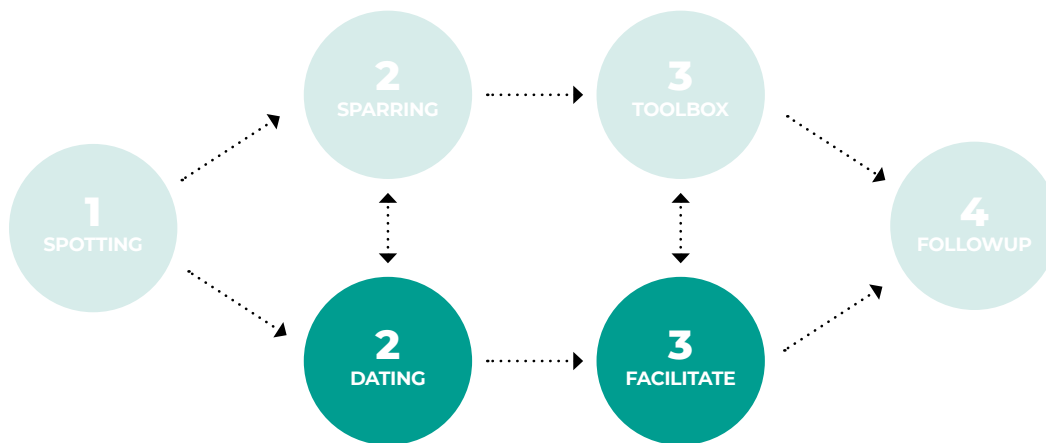 1
SPOTTING
2
SPARRING
3
TOOLBOX
2
DATING
3
FACILITATE
4
FOLLOWUP